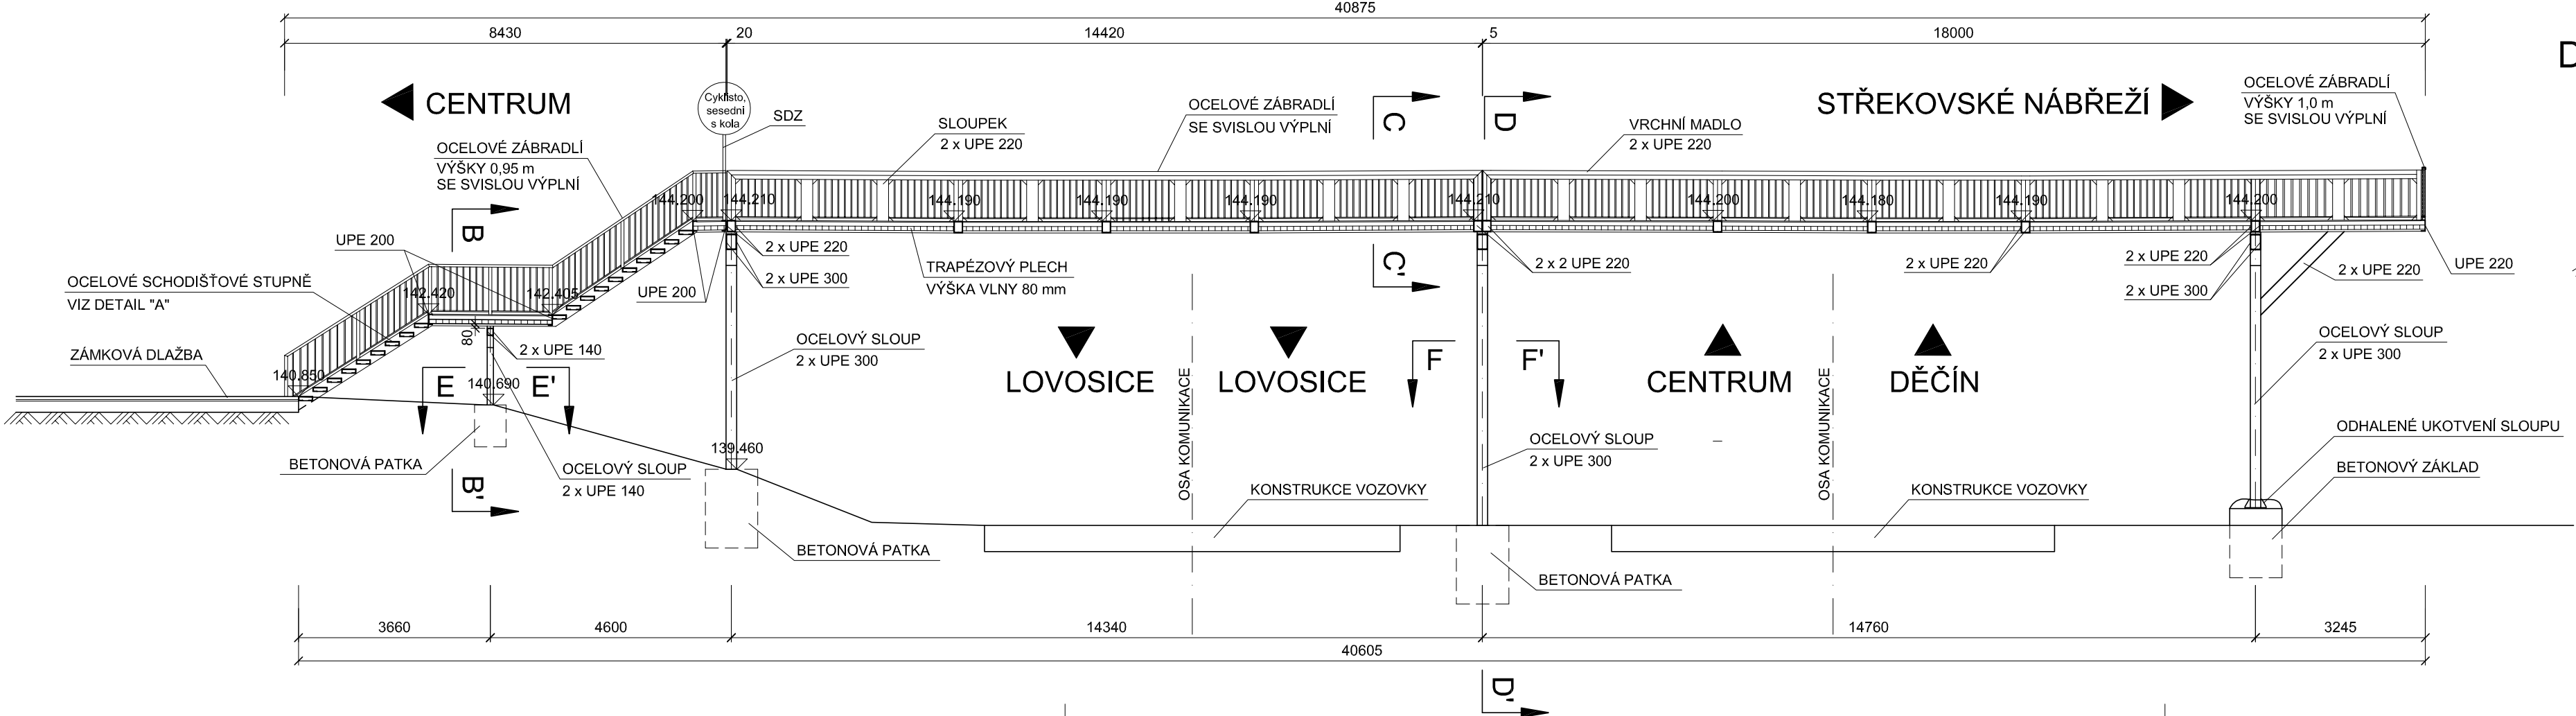 40875
8430
20
14420
5
18000
D
CENTRUM
Cyklisto,
sesedni
s kola
SDZ
OCELOVÉ ZÁBRADLÍ
SE SVISLOU VÝPLNÍ
C
D
STŘEKOVSKÉ NÁBŘEŽÍ
OCELOVÉ ZÁBRADLÍ
VÝŠKY 1,0 m
SE SVISLOU VÝPLNÍ
SLOUPEK
2 x UPE 220
VRCHNÍ MADLO
2 x UPE 220
OCELOVÉ ZÁBRADLÍ
VÝŠKY 0,95 m
SE SVISLOU VÝPLNÍ
B
144.200
144.210
144.190
144.190
144.190
144.210
144.200
144.180
144.190
144.200
UPE 200
2 x UPE 220
2 x UPE 300
UPE 200
TRAPÉZOVÝ PLECH
VÝŠKA VLNY 80 mm
C'
2 x 2 UPE 220
2 x UPE 220
2 x UPE 220
2 x UPE 300
2 x UPE 220
UPE 220
OCELOVÉ SCHODIŠŤOVÉ STUPNĚ
VIZ DETAIL "A"
142.420
142.405
80
2 x UPE 140
OCELOVÝ SLOUP
2 x UPE 300
OCELOVÝ SLOUP
2 x UPE 300
ZÁMKOVÁ DLAŽBA
140.850
E
140.690
E'
LOVOSICE
LOVOSICE
F
F'
CENTRUM
DĚČÍN
OSA KOMUNIKACE
OSA KOMUNIKACE
139.460
OCELOVÝ SLOUP
2 x UPE 300
ODHALENÉ UKOTVENÍ SLOUPU
BETONOVÝ ZÁKLAD
BETONOVÁ PATKA
OCELOVÝ SLOUP
2 x UPE 140
B'
KONSTRUKCE VOZOVKY
KONSTRUKCE VOZOVKY
BETONOVÁ PATKA
BETONOVÁ PATKA
3660
4600
14340
14760
3245
40605
D'